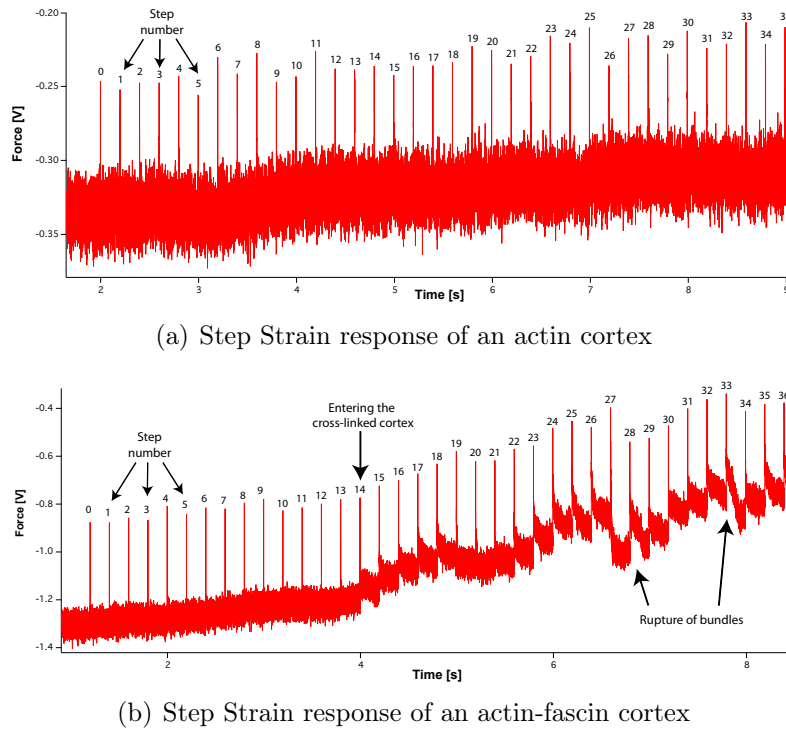 -0.20
-0.25
-0.30
-0.35
Force [V]
Step
number
0 1 2 3 4 5 6 7 8 9 10 11 12 13 14 15 16 17 18 19 20 21 22 23 24 25 26 27 28 29 30 31 32 33 34
2 3 4 5 6 7 8
Time [s]
(a) Step Strain response of an actin cortex
-0.4
-0.6
-0.8
-1.0
-1.2
-1.4
Force [V]
Step
number
Entering the
cross-linked cortex
0 1 2 3 4 5 6 7 8 9 10 11 12 13 14 15 16 17 18 19 20 21 22 23 24 25 26 27 28 29 30 31 32 33 34 35
Rupture of bundles
2 4 6 8
Time [s]
(b) Step Strain response of an actin-fascin cortex